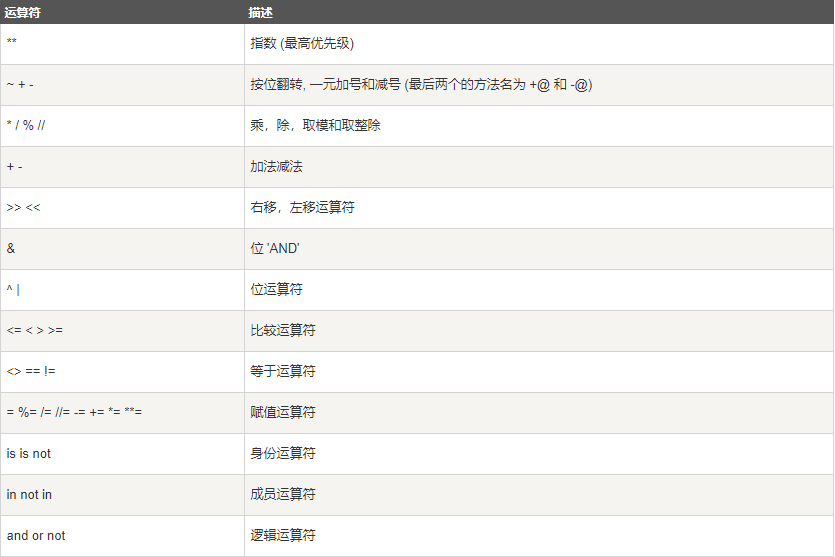 运算符 描述
** 指数 (最高优先级)
~ + - 按位翻转, 一元加号和减号 (最后两个的方法名为 +@ 和 -@)
* / % // 乘，除，取模和取整除
+ - 加法减法
>> << 右移，左移运算符
& 位 'AND'
^ | 位运算符
<= < > >= 比较运算符
<> == != 等于运算符
= %= /= //= -= += *= **= 赋值运算符
is is not 身份运算符
in not in 成员运算符
and or not 逻辑运算符